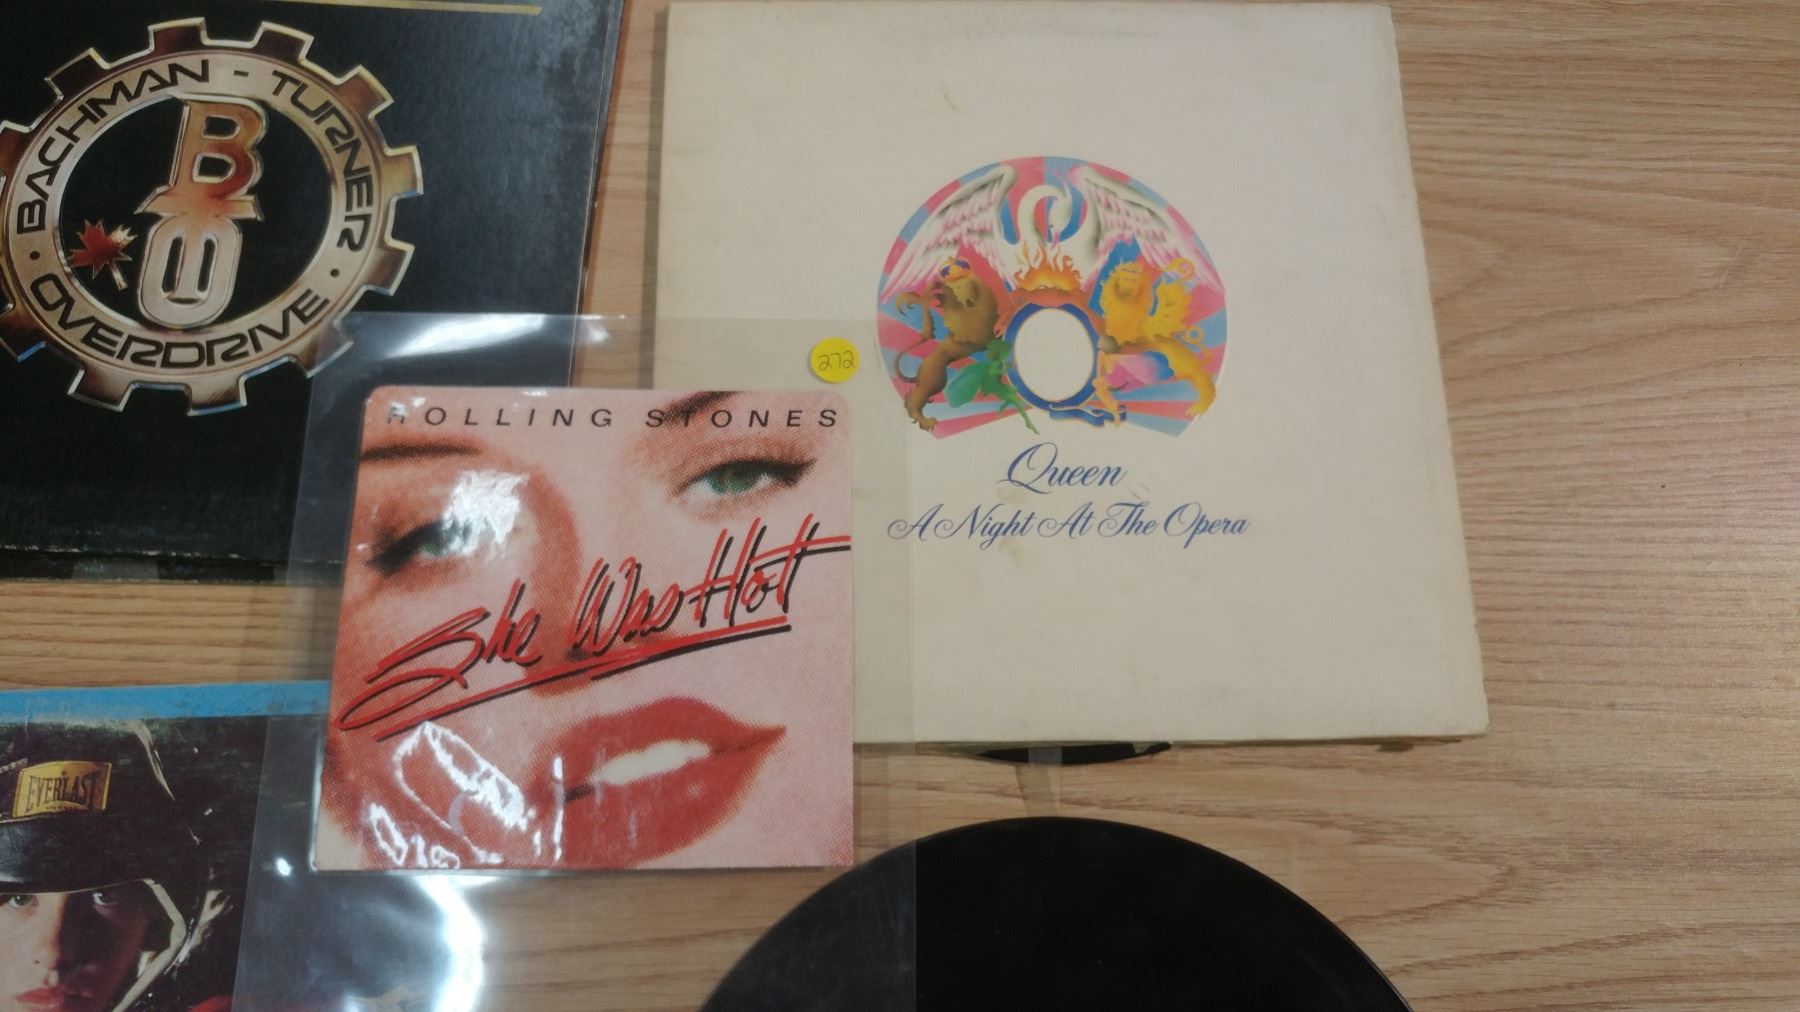 BACHMAN - TURNER
· OVERDRIVE ·
BTO
272
ROLLING STONES
She Was Hot
Queen
A Night At The Opera
EVERLAST